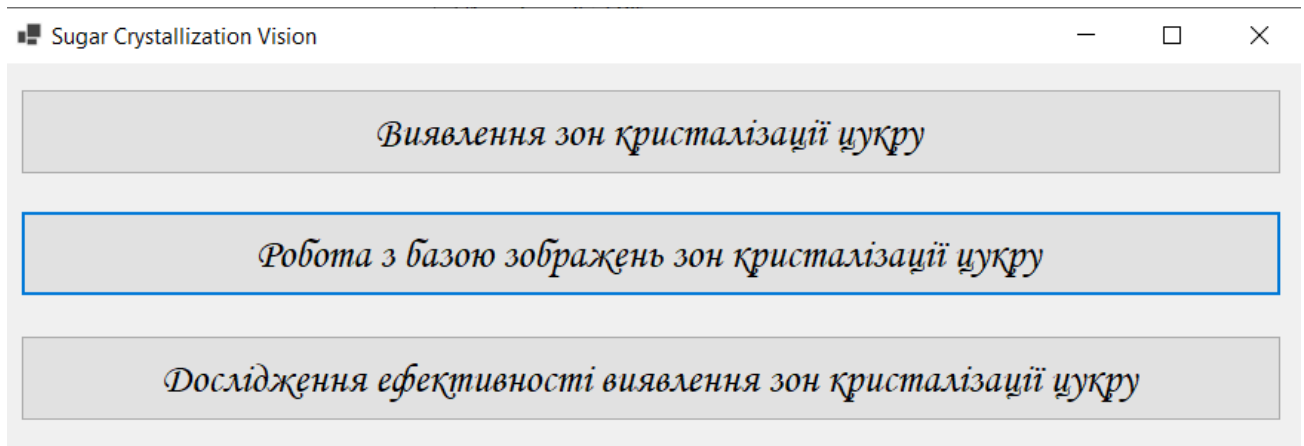 Sugar Crystallization Vision
Виявлення зон кристалізації цукру
Робота з базою зображень зон кристалізації цукру
Дослідження ефективності виявлення зон кристалізації цукру